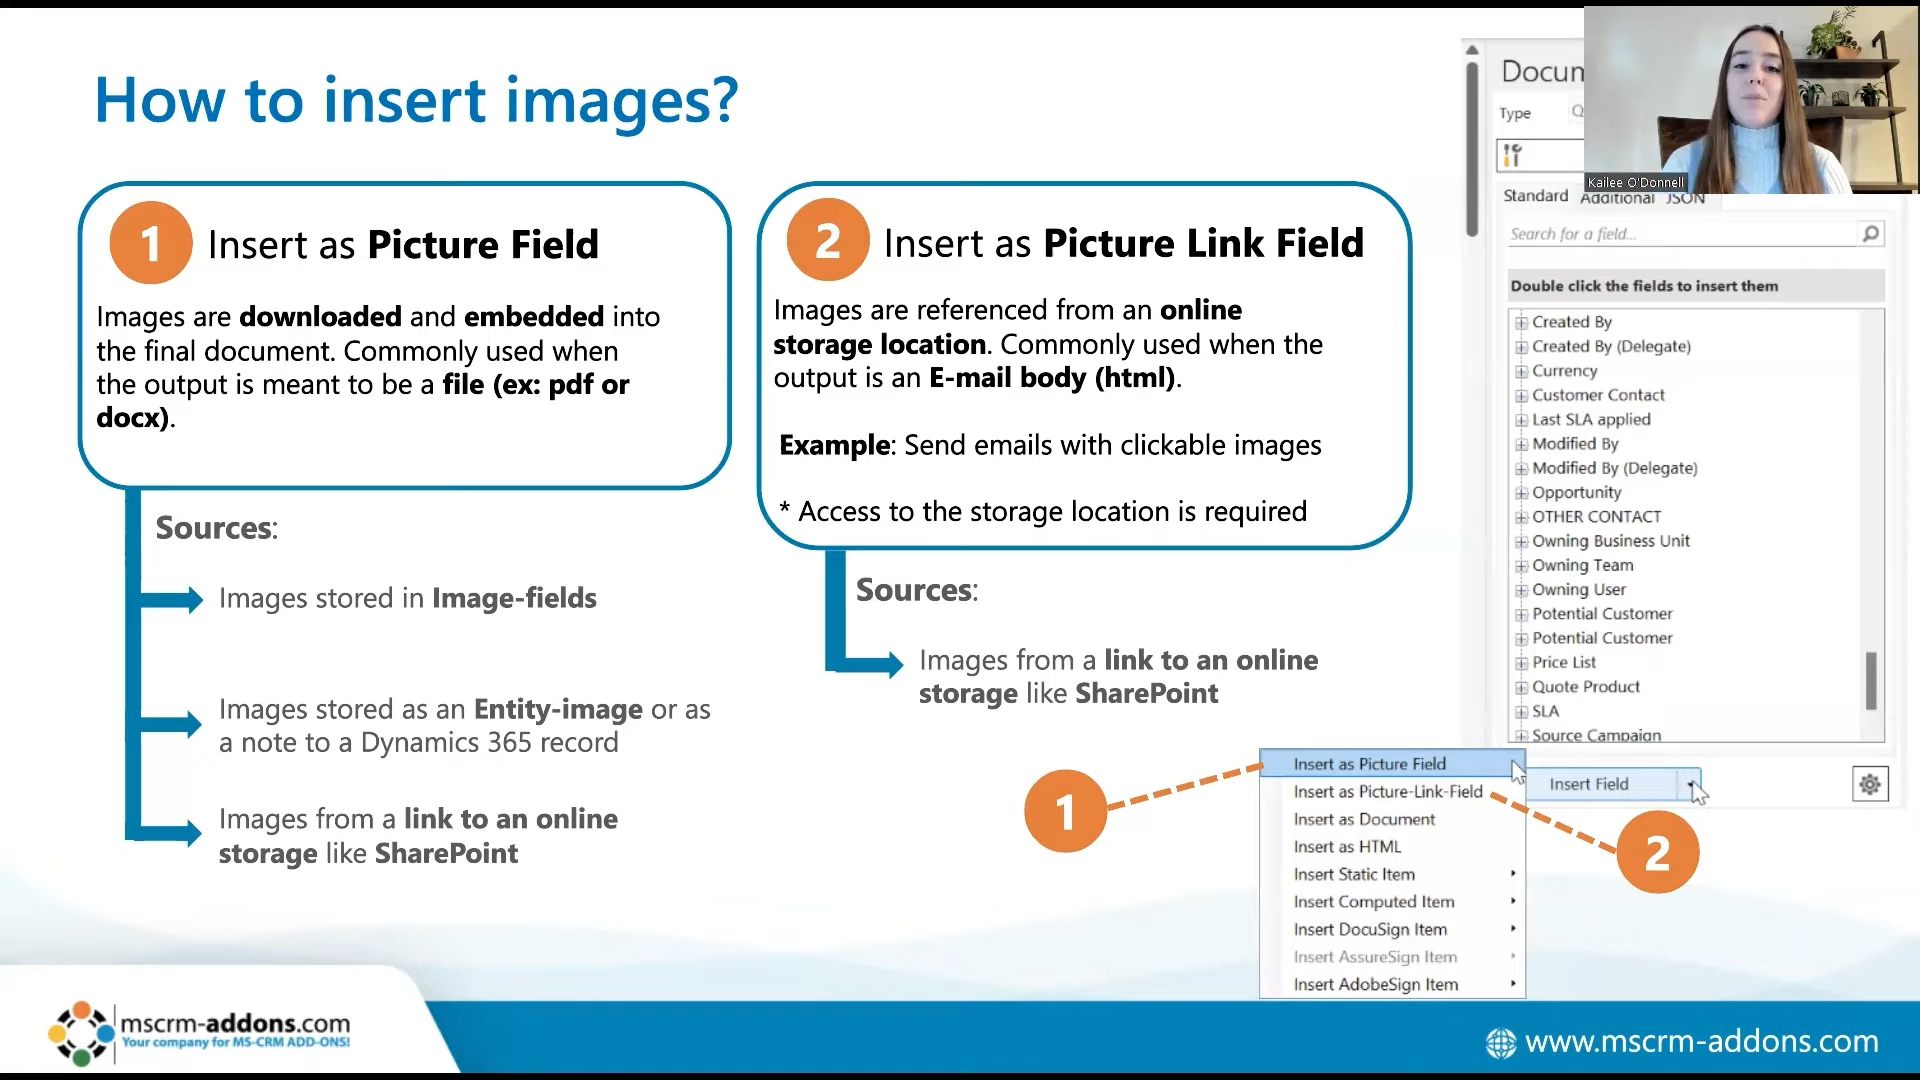 How to insert images?
1 Insert as Picture Field
Images are downloaded and embedded into
the final document. Commonly used when
the output is meant to be a file (ex: pdf or
docx).
Sources:
Images stored in Image-fields
Images stored as an Entity-image or as
a note to a Dynamics 365 record
Images from a link to an online
storage like SharePoint
2 Insert as Picture Link Field
Images are referenced from an online
storage location. Commonly used when the
output is an E-mail body (html).
Example: Send emails with clickable images
* Access to the storage location is required
Sources:
Images from a link to an online
storage like SharePoint
Type
Kailee O'Donnell
Standard Additional JSON
Search for a field...
Double click the fields to insert them
Created By
Created By (Delegate)
Currency
Customer Contact
Last SLA applied
Modified By
Modified By (Delegate)
Opportunity
OTHER CONTACT
Owning Business Unit
Owning Team
Owning User
Potential Customer
Potential Customer
Price List
Quote Product
SLA
Source Campaign
Insert Field
1
Insert as Picture Field
Insert as Picture-Link-Field
Insert as Document
Insert as HTML
Insert Static Item
Insert Computed Item
Insert DocuSign Item
Insert AssureSign Item
Insert AdobeSign Item
2
mscrm-addons.com
Your company for MS-CRM ADD-ONS!
www.mscrm-addons.com